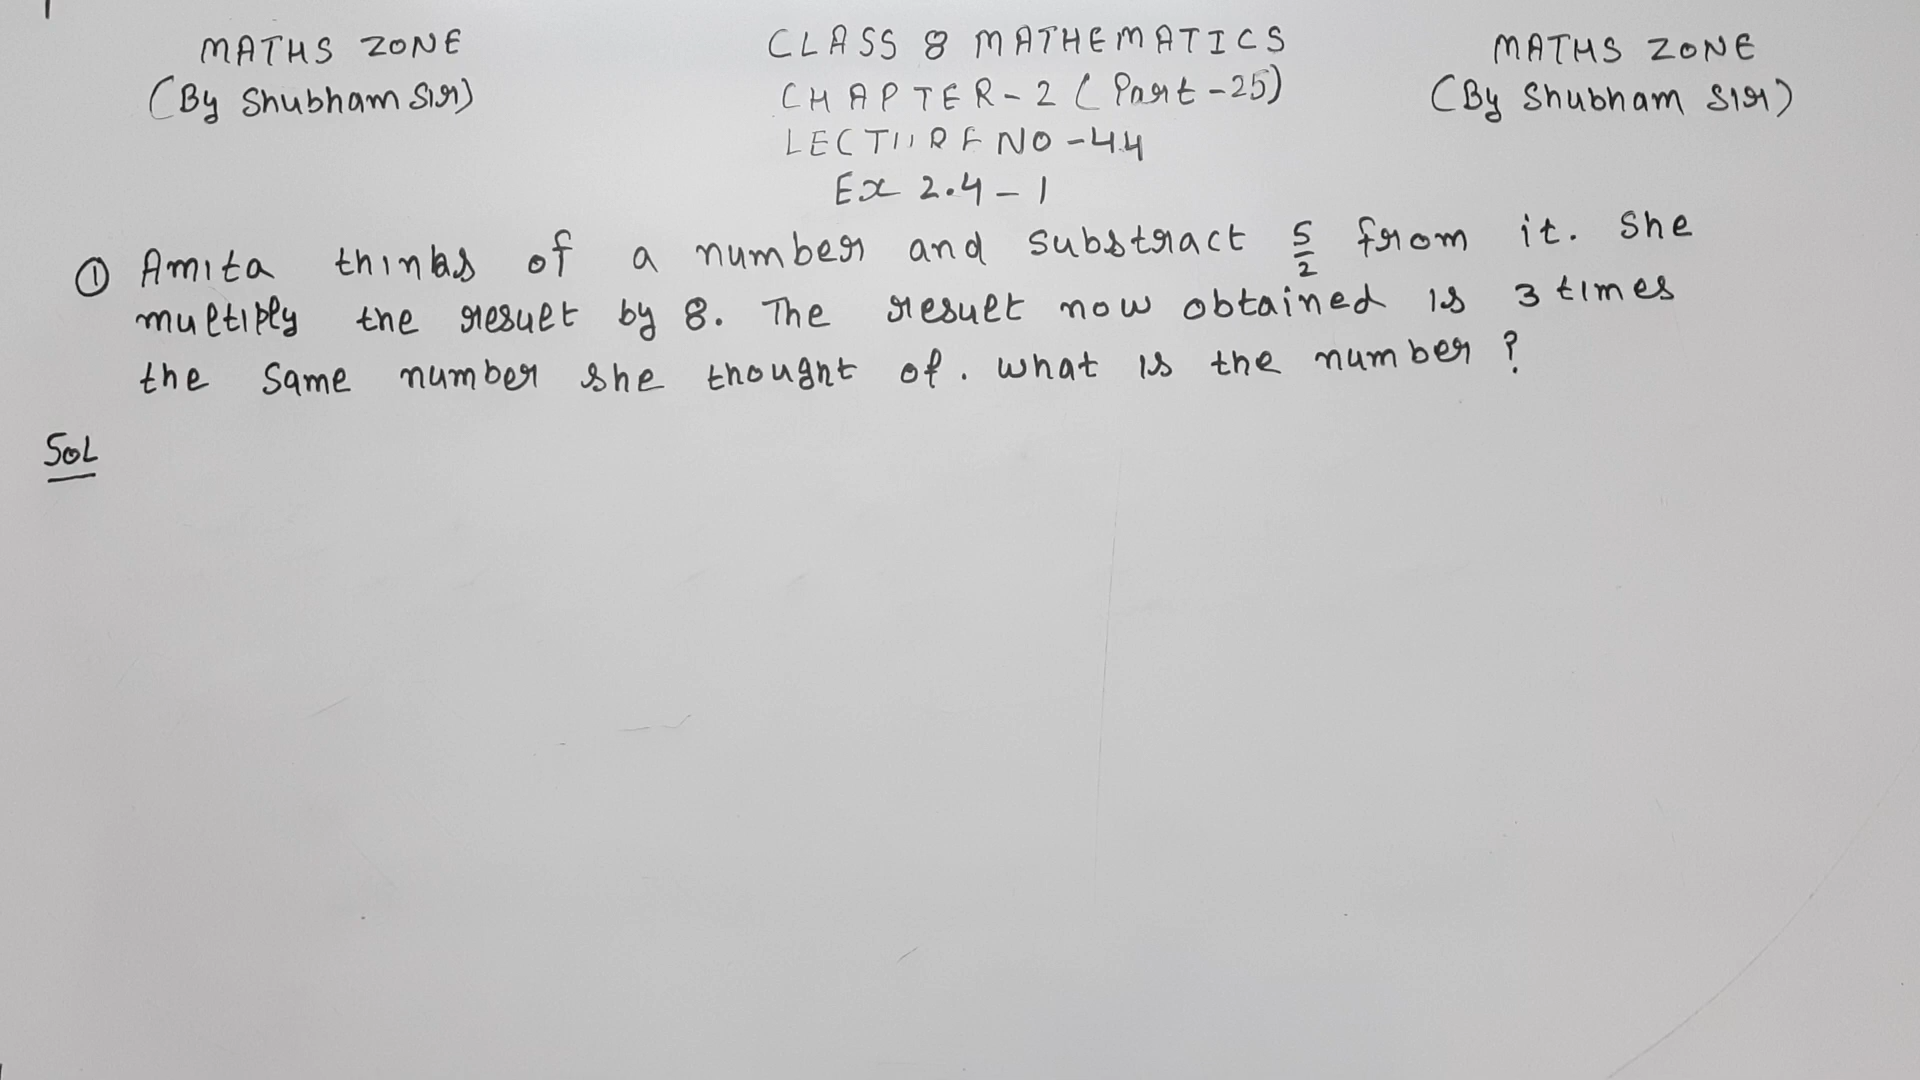 MATHS ZONE
(By Shubham Sir)
CLASS 8 MATHEMATICS
CHAPTER-2 (Part-25)
LECTURE NO-44
Ex 2.4-1
MATHS ZONE
(By Shubham Sir)
① Amita thinks of a number and substract 5/2 from it. She
multiply the result by 8. The result now obtained is 3 times
the same number she thought of. what is the number ?
SOL